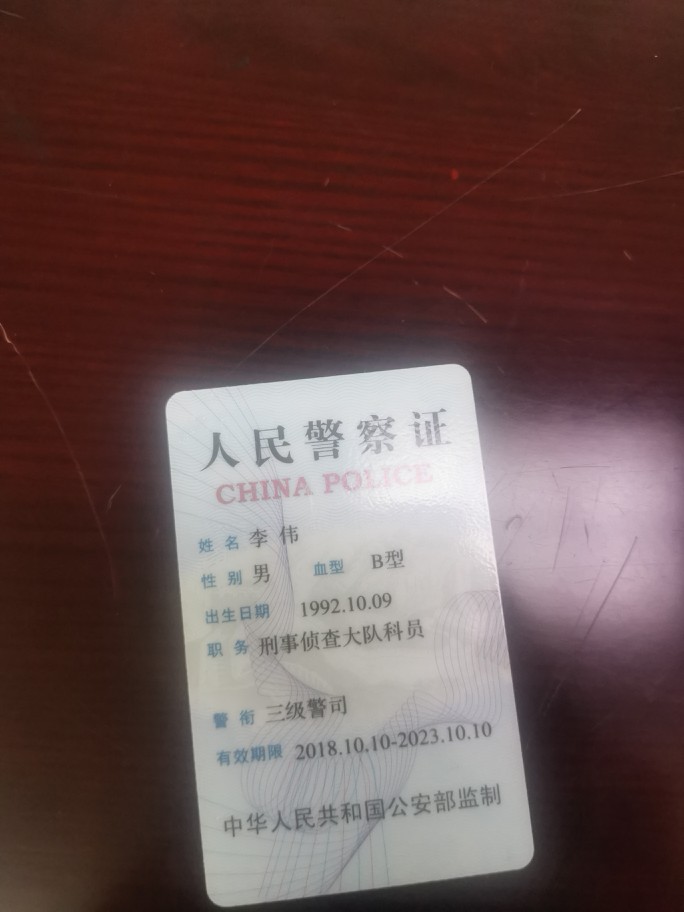 人民警察证
CHINA POLICE
姓名 李伟
性别 男 血型 B型
出生日期 1992.10.09
职务 刑事侦查大队科员
警衔 三级警司
有效期限 2018.10.10-2023.10.10
中华人民共和国公安部监制